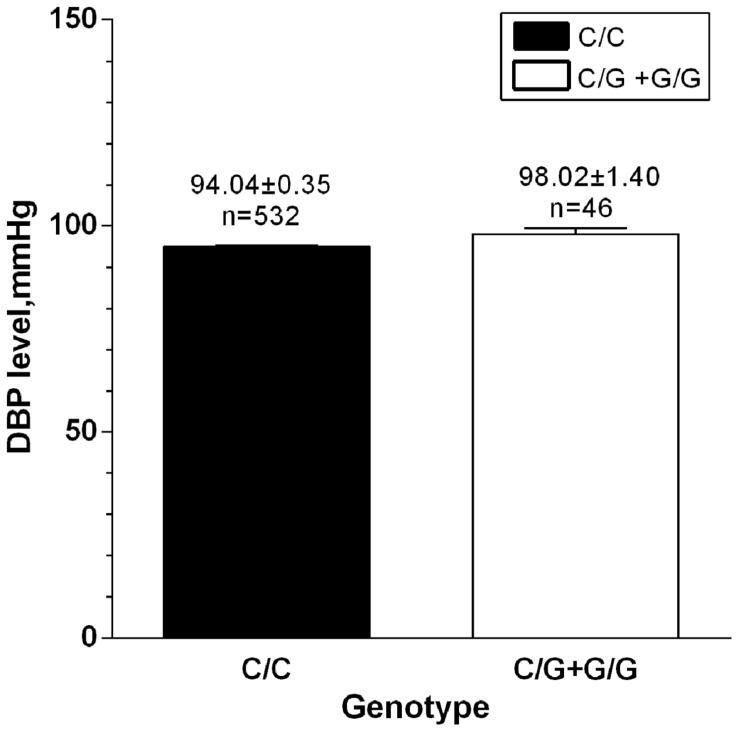 150
C/C
C/G +G/G
94.04±0.35
n=532
98.02±1.40
n=46
100
DBP level,mmHg
50
0
C/C
C/G+G/G
Genotype